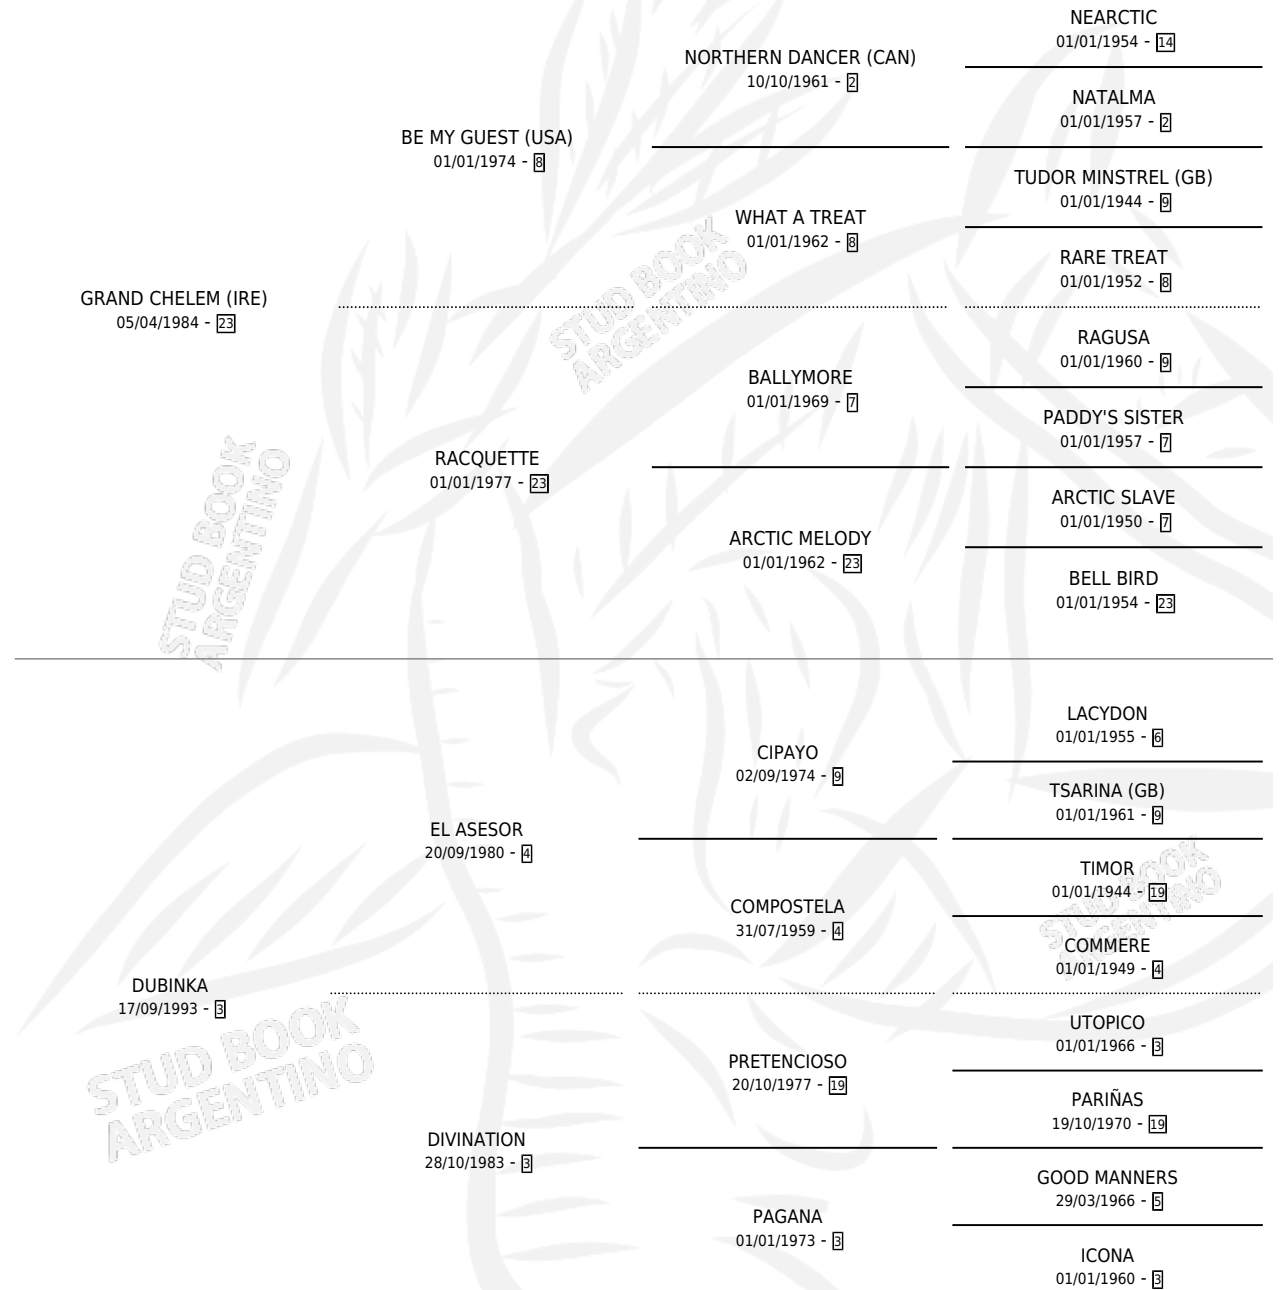 NEARCTIC
01/01/1954 - 14
NORTHERN DANCER (CAN)
10/10/1961 - 2
NATALMA
01/01/1957 - 2
BE MY GUEST (USA)
01/01/1974 - 8
TUDOR MINSTREL (GB)
01/01/1944 - 9
WHAT A TREAT
01/01/1962 - 8
RARE TREAT
01/01/1952 - 8
GRAND CHELEM (IRE)
05/04/1984 - 23
RAGUSA
01/01/1960 - 9
BALLYMORE
01/01/1969 - 7
PADDY'S SISTER
01/01/1957 - 7
RACQUETTE
01/01/1977 - 23
ARCTIC SLAVE
01/01/1950 - 7
ARCTIC MELODY
01/01/1962 - 23
BELL BIRD
01/01/1954 - 23
LACYDON
01/01/1955 - 6
CIPAYO
02/09/1974 - 9
TSARINA (GB)
01/01/1961 - 9
EL ASESOR
20/09/1980 - 4
TIMOR
01/01/1944 - 19
COMPOSTELA
31/07/1959 - 4
COMMERE
01/01/1949 - 4
DUBINKA
17/09/1993 - 3
UTOPICO
01/01/1966 - 3
PRETENCIOSO
20/10/1977 - 19
PARIÑAS
19/10/1970 - 19
DIVINATION
28/10/1983 - 3
GOOD MANNERS
29/03/1966 - 5
PAGANA
01/01/1973 - 3
ICONA
01/01/1960 - 3
STUD BOOK
ARGENTINO
STUD BOOK
ARGENTINO
STUD BOOK
ARGENTINO
STUD BOOK
ARGENTINO